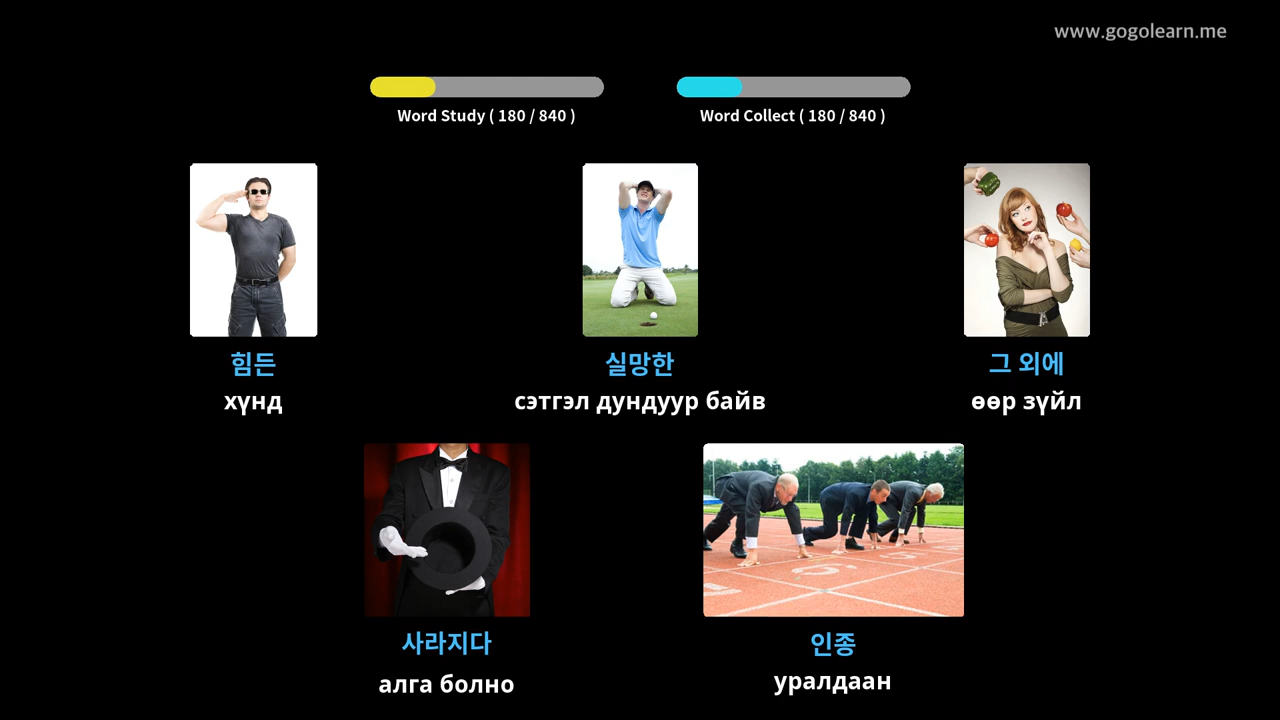 www.gogolearn.me
Word Study ( 180 / 840 )
Word Collect ( 180 / 840 )
힘든
хүнд
실망한
сэтгэл дундуур байв
그 외에
өөр зүйл
사라지다
алга болно
인종
уралдаан